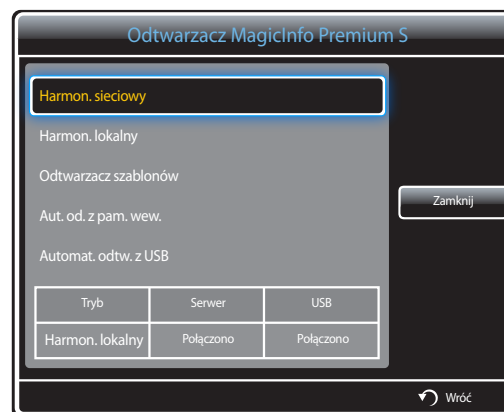 Odtwarzacz MagicInfo Premium S
Harmon. sieciowy
Harmon. lokalny
Odtwarzacz szablonów
Aut. od. z pam. wew.
Automat. odtw. z USB
Zamknij
Tryb Serwer USB
Harmon. lokalny Połączono Połączono
Wróć